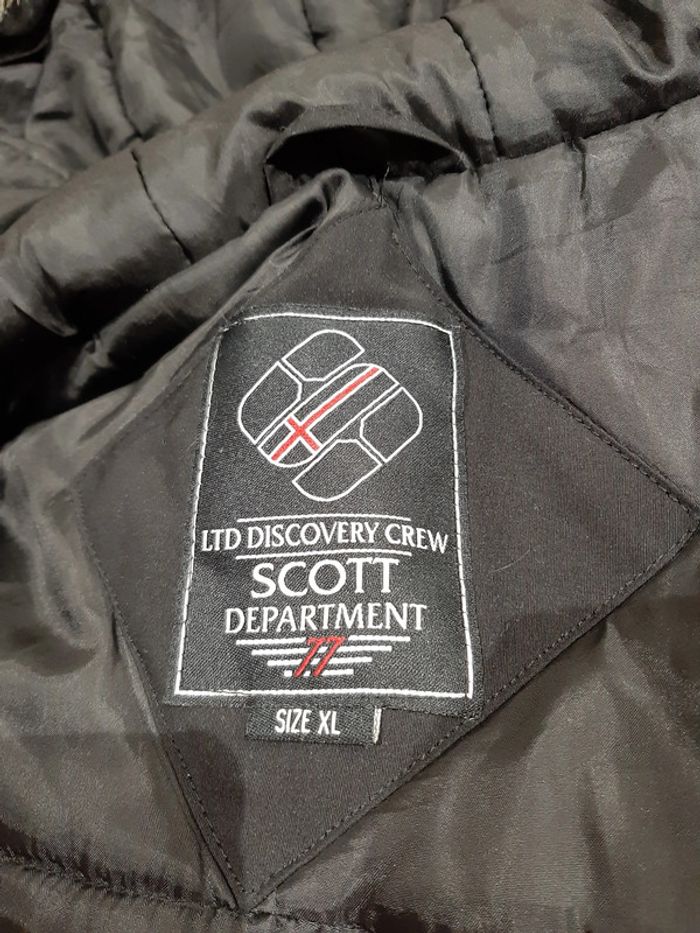 LTD DISCOVERY CREW
SCOTT
DEPARTMENT
77
SIZE XL